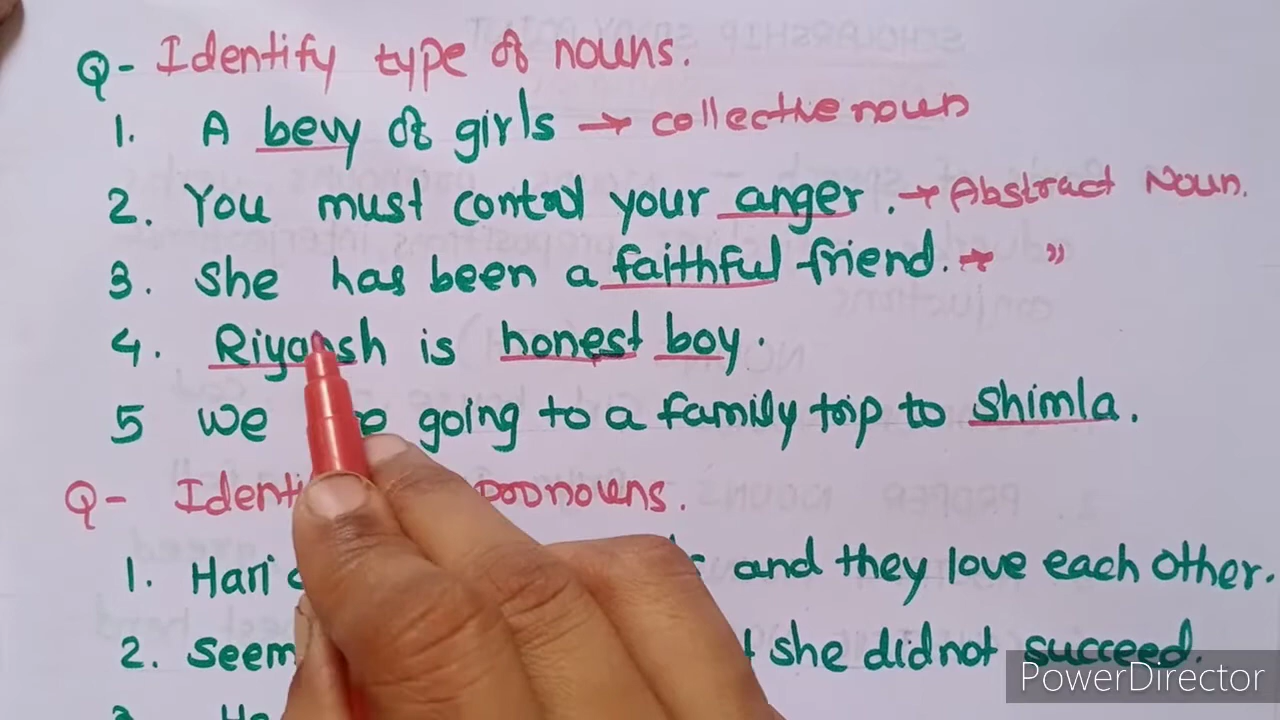 Q- Identify type of nouns.
1. A bevy of girls → collective noun
2. You must control your anger. → Abstract Noun.
3. She has been a faithful friend. → "
4. Riyansh is honest boy.
5 We going to a family trip to Shimla.
Q- Identi nouns.
1. Hari and they love each other.
2. Seem she did not succeed.
3. He
PowerDirector